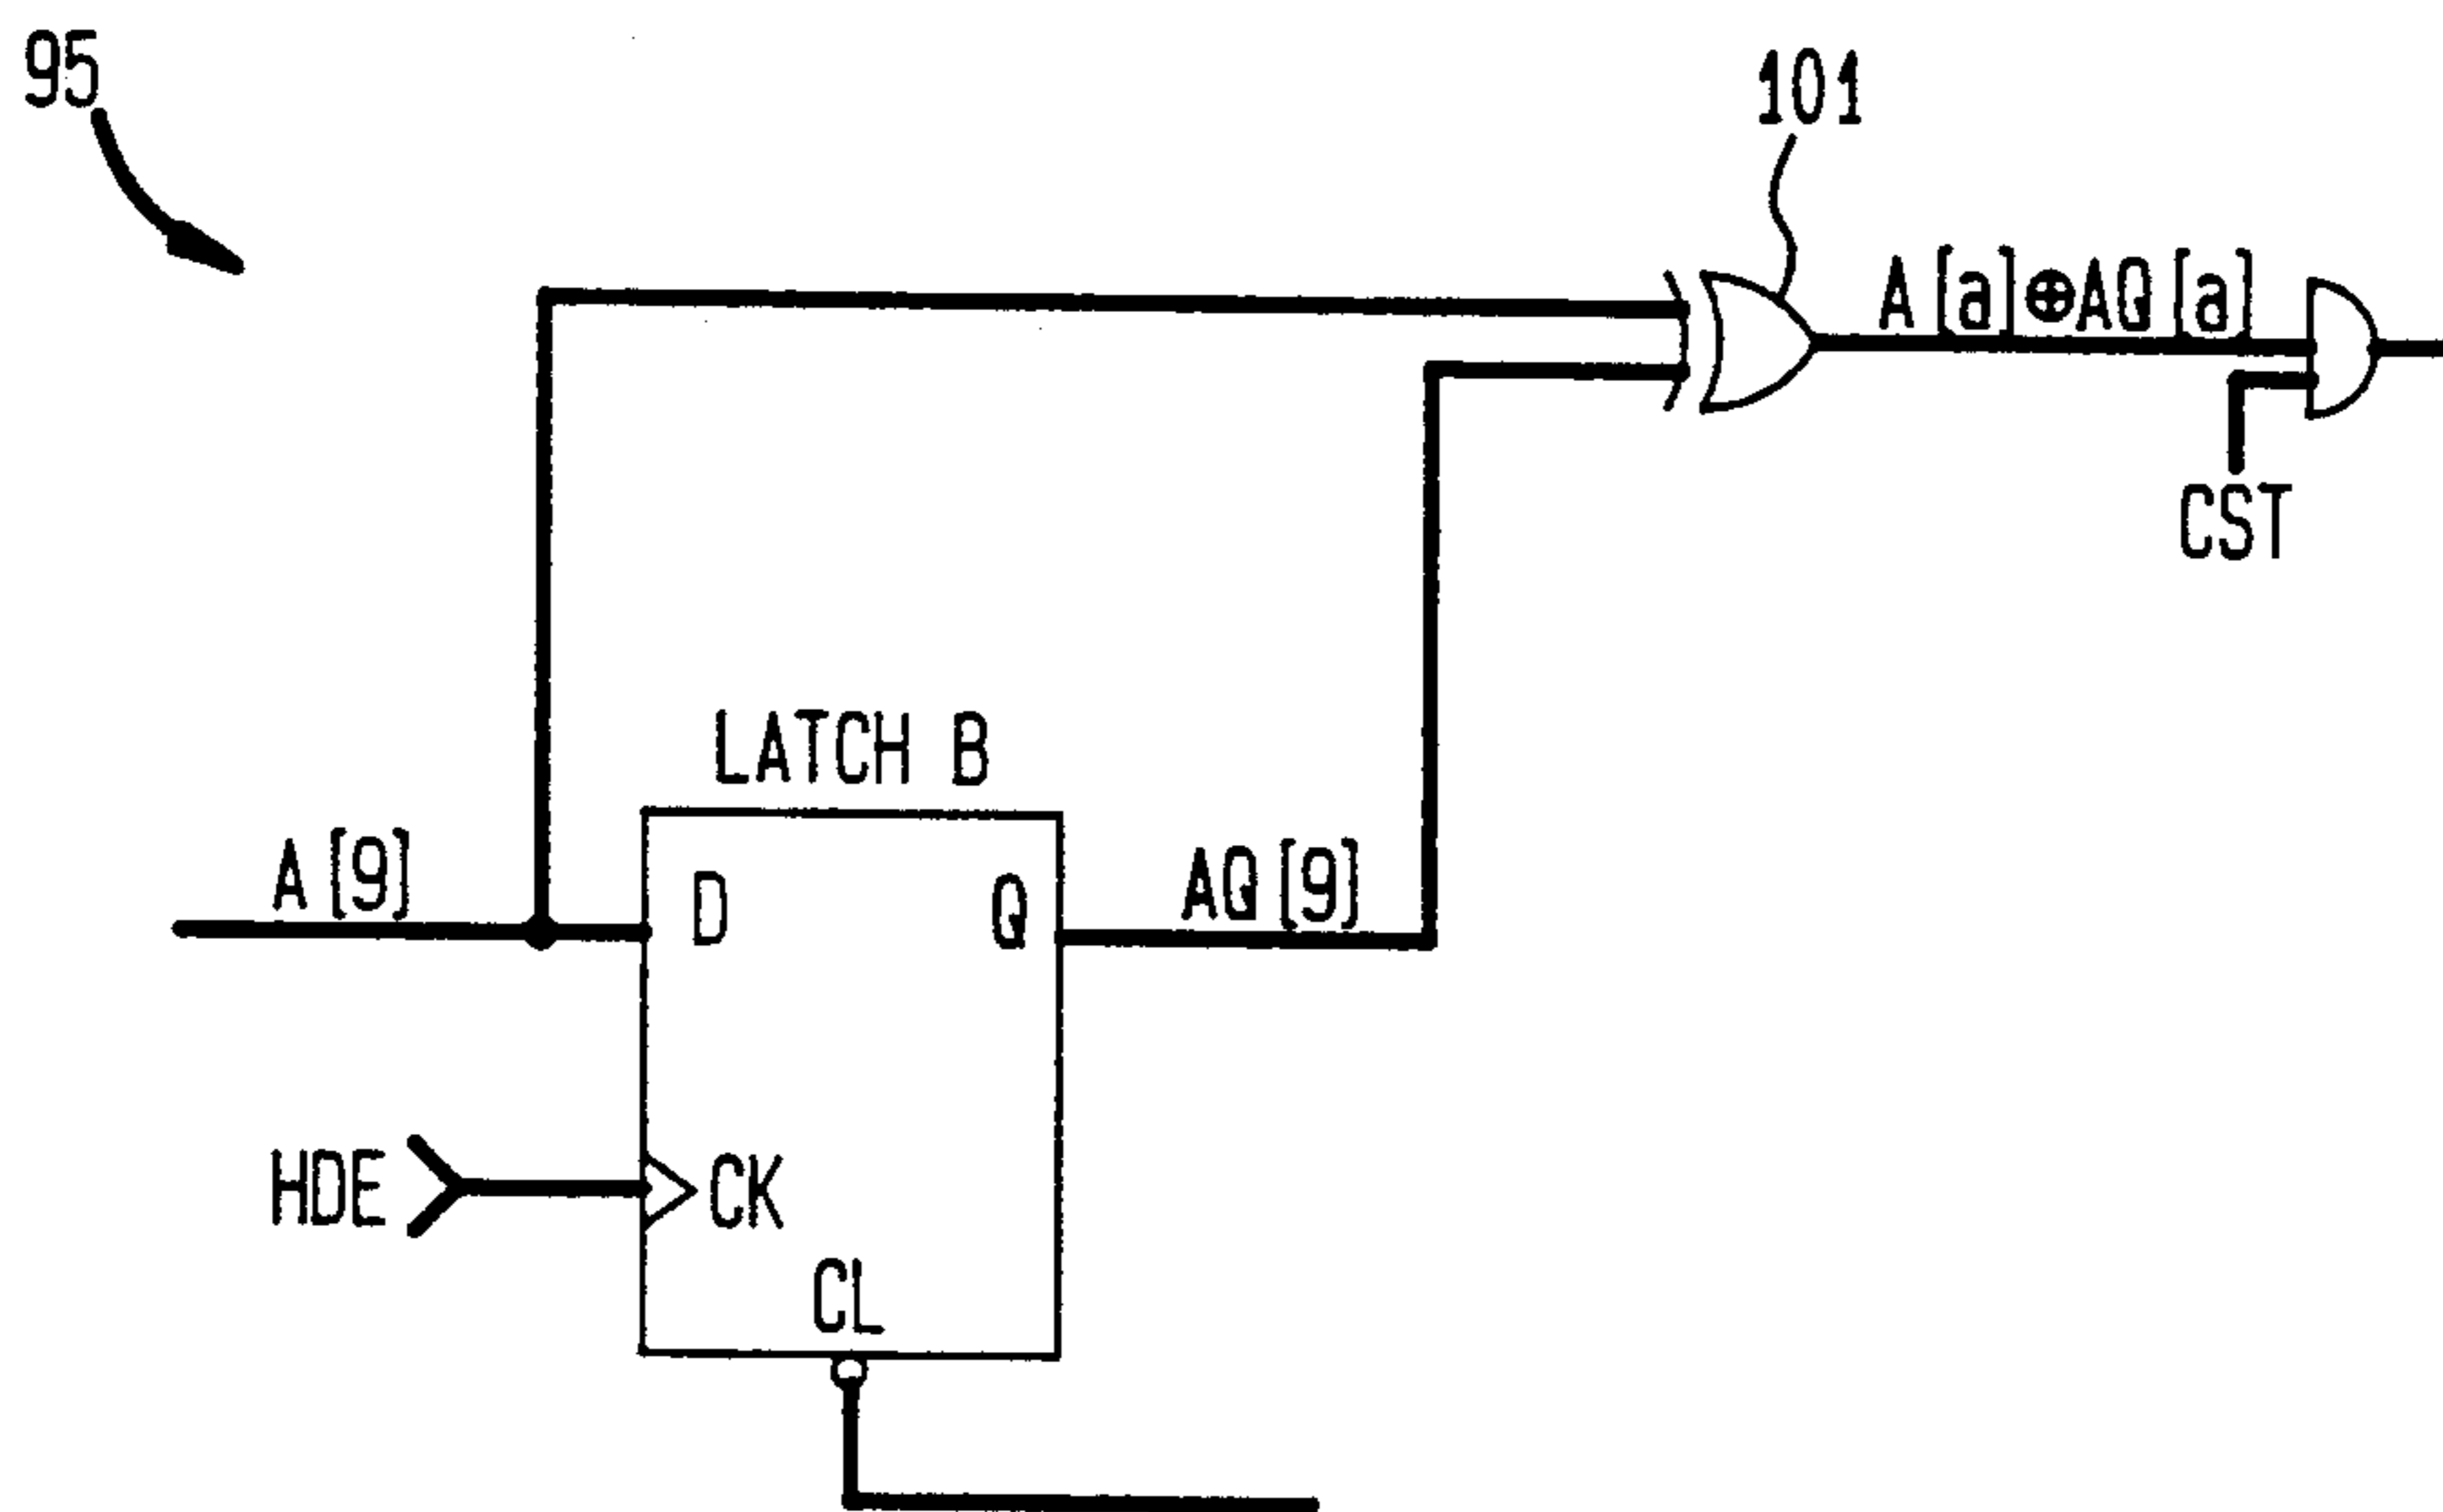 95
101
A[a]⊕AQ[a]
CST
LATCH B
A[9]
D
Q
AQ[9]
HDE
CK
CL